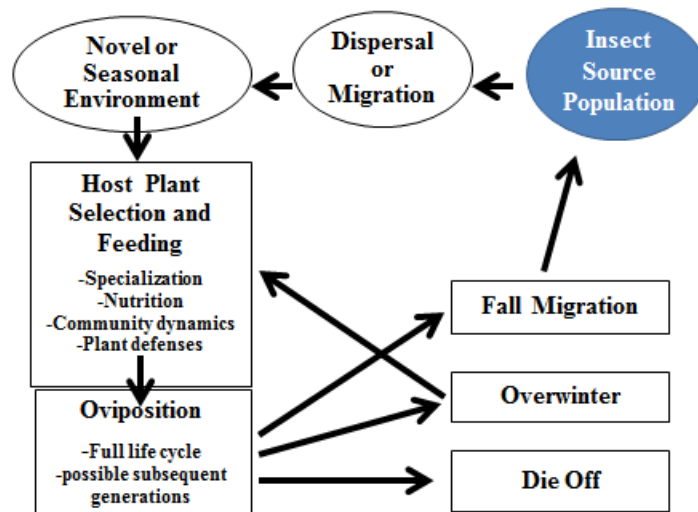 Novel or
Seasonal
Environment
Dispersal
or
Migration
Insect
Source
Population
Host Plant
Selection and
Feeding
-Specialization
-Nutrition
-Community dynamics
-Plant defenses
Oviposition
-Full life cycle
-possible subsequent
generations
Fall Migration
Overwinter
Die Off